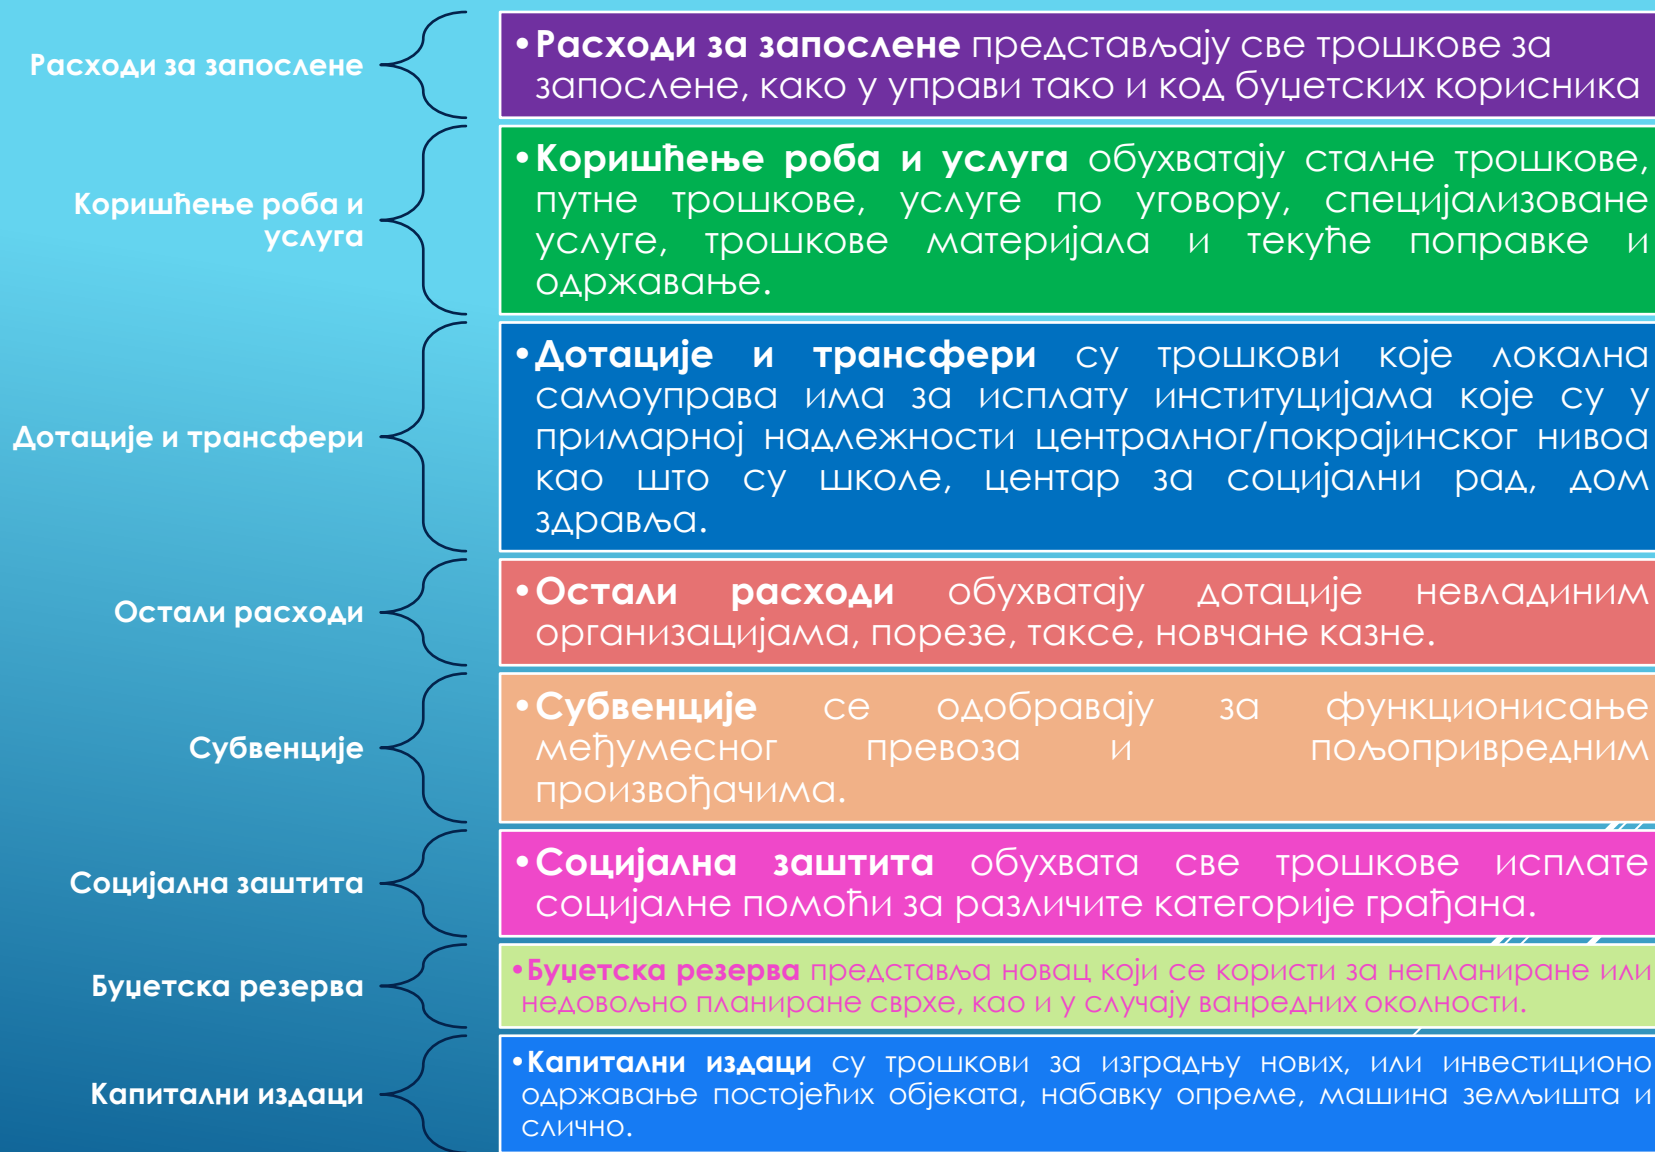 Расходи за запослене
•Расходи за запослене представљају све трошкове за
запослене, како у управи тако и код буџетских корисника
Коришћење роба и
услуга
•Коришћење роба и услуга обухватају сталне трошкове,
путне трошкове, услуге по уговору, специјализоване
услуге, трошкове материјала и текуће поправке и
одржавање.
Дотације и трансфери
•Дотације и трансфери су трошкови које локална
самоуправа има за исплату институцијама које су у
примарној надлежности централног/покрајинског нивоа
као што су школе, центар за социјални рад, дом
здравља.
Остали расходи
•Остали расходи обухватају дотације невладиним
организацијама, порезе, таксе, новчане казне.
Субвенције
•Субвенције се одобравају за функционисање
међумесног превоза и пољопривредним
произвођачима.
Социјална заштита
•Социјална заштита обухвата све трошкове исплате
социјалне помоћи за различите категорије грађана.
Буџетска резерва
•Буџетска резерва представља новац који се користи за непланиране или
недовољно планиране сврхе, као и у случају ванредних околности.
Капитални издаци
•Капитални издаци су трошкови за изградњу нових, или инвестиционо
одржавање постојећих објеката, набавку опреме, машина земљишта и
слично.